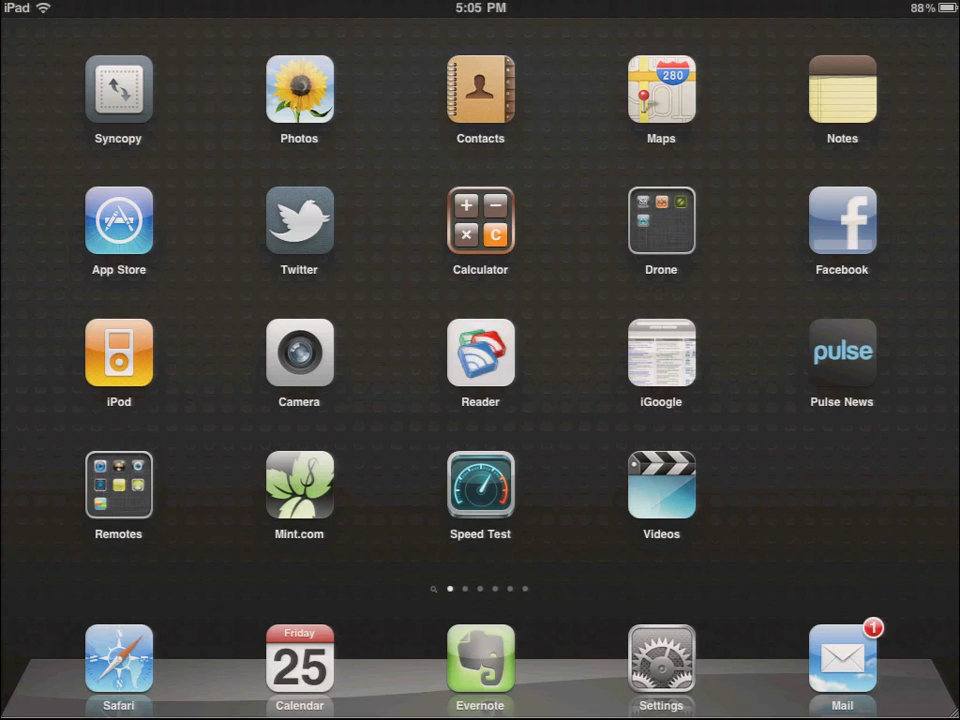 iPad 5:05 PM 88%
280
Syncopy Photos Contacts Maps Notes
+ −
× C
f
App Store Twitter Calculator Drone Facebook
pulse
iPod Camera Reader iGoogle Pulse News
Remotes Mint.com Speed Test Videos
1
Friday
25
Safari Calendar Evernote Settings Mail